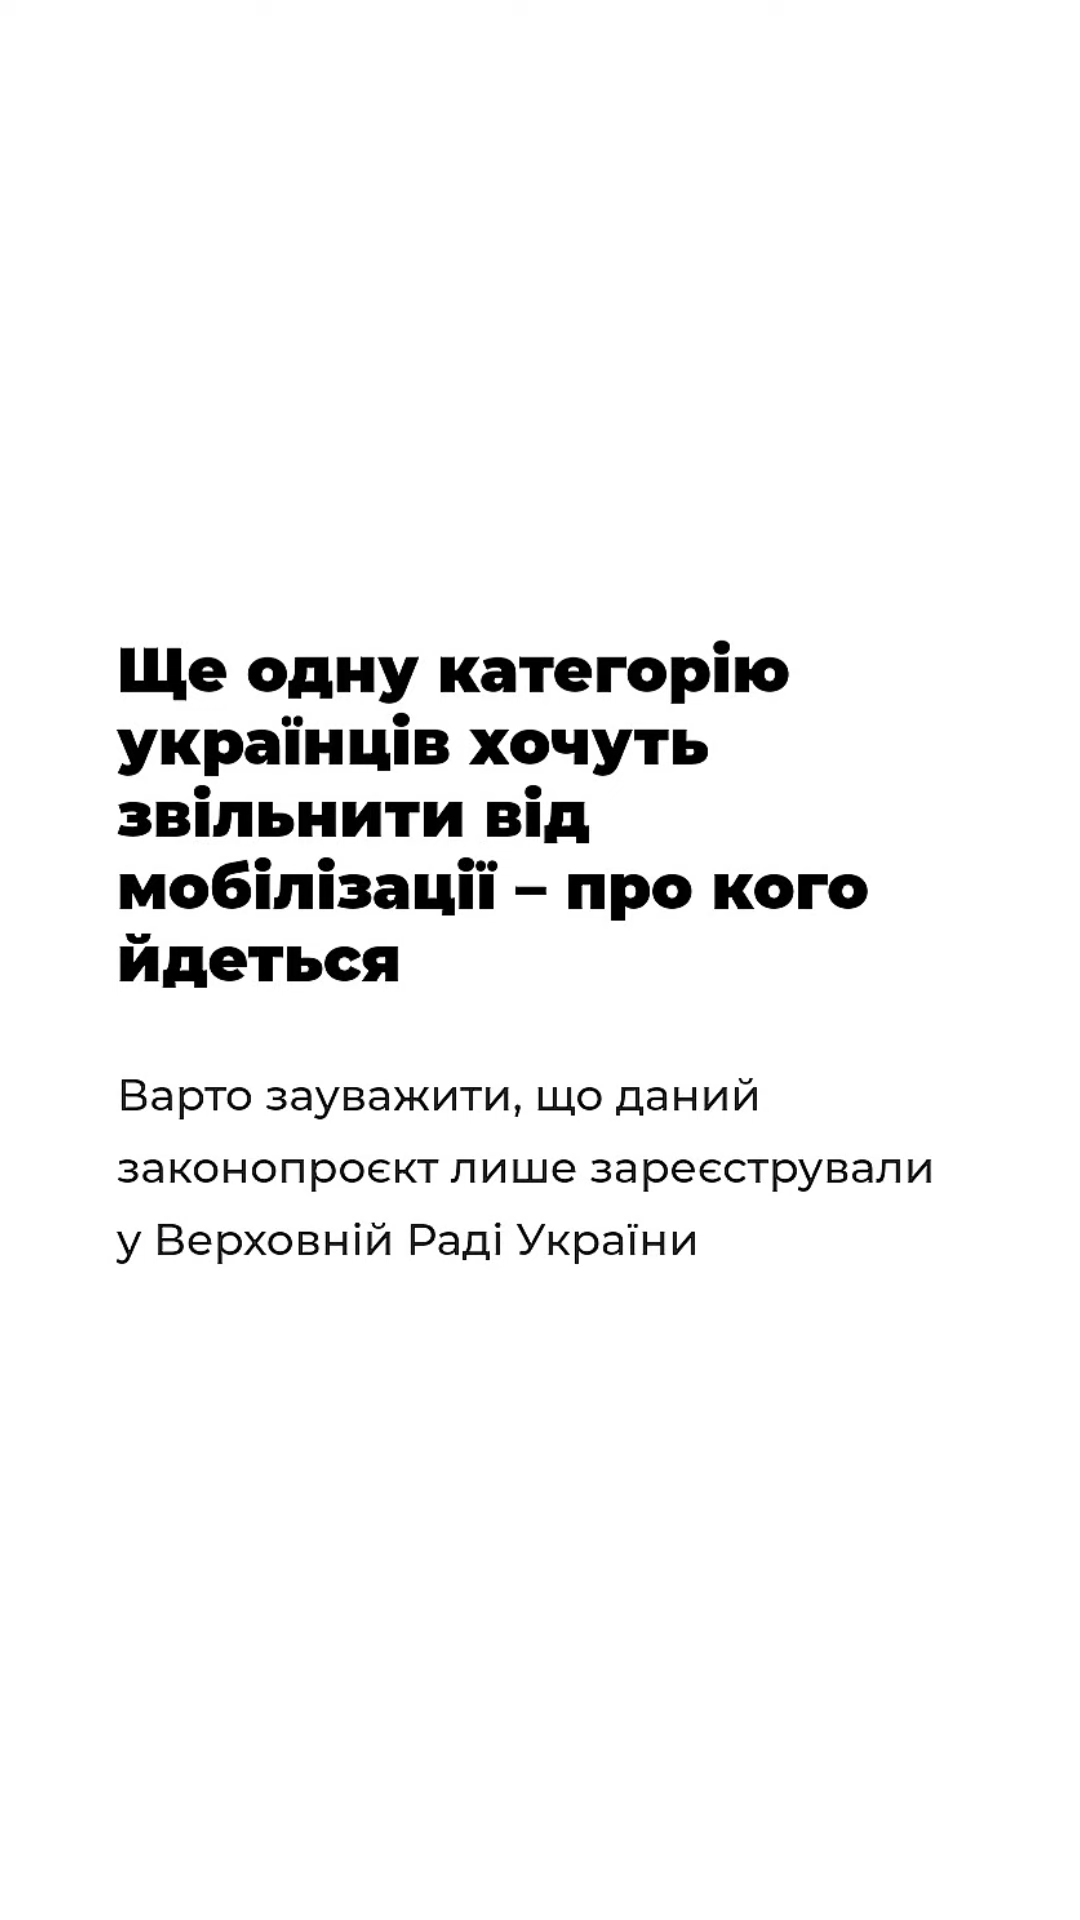 Ще одну категорію
українців хочуть
звільнити від
мобілізації – про кого
йдеться
Варто зауважити, що даний
законопроєкт лише зареєстрували
у Верховній Раді України